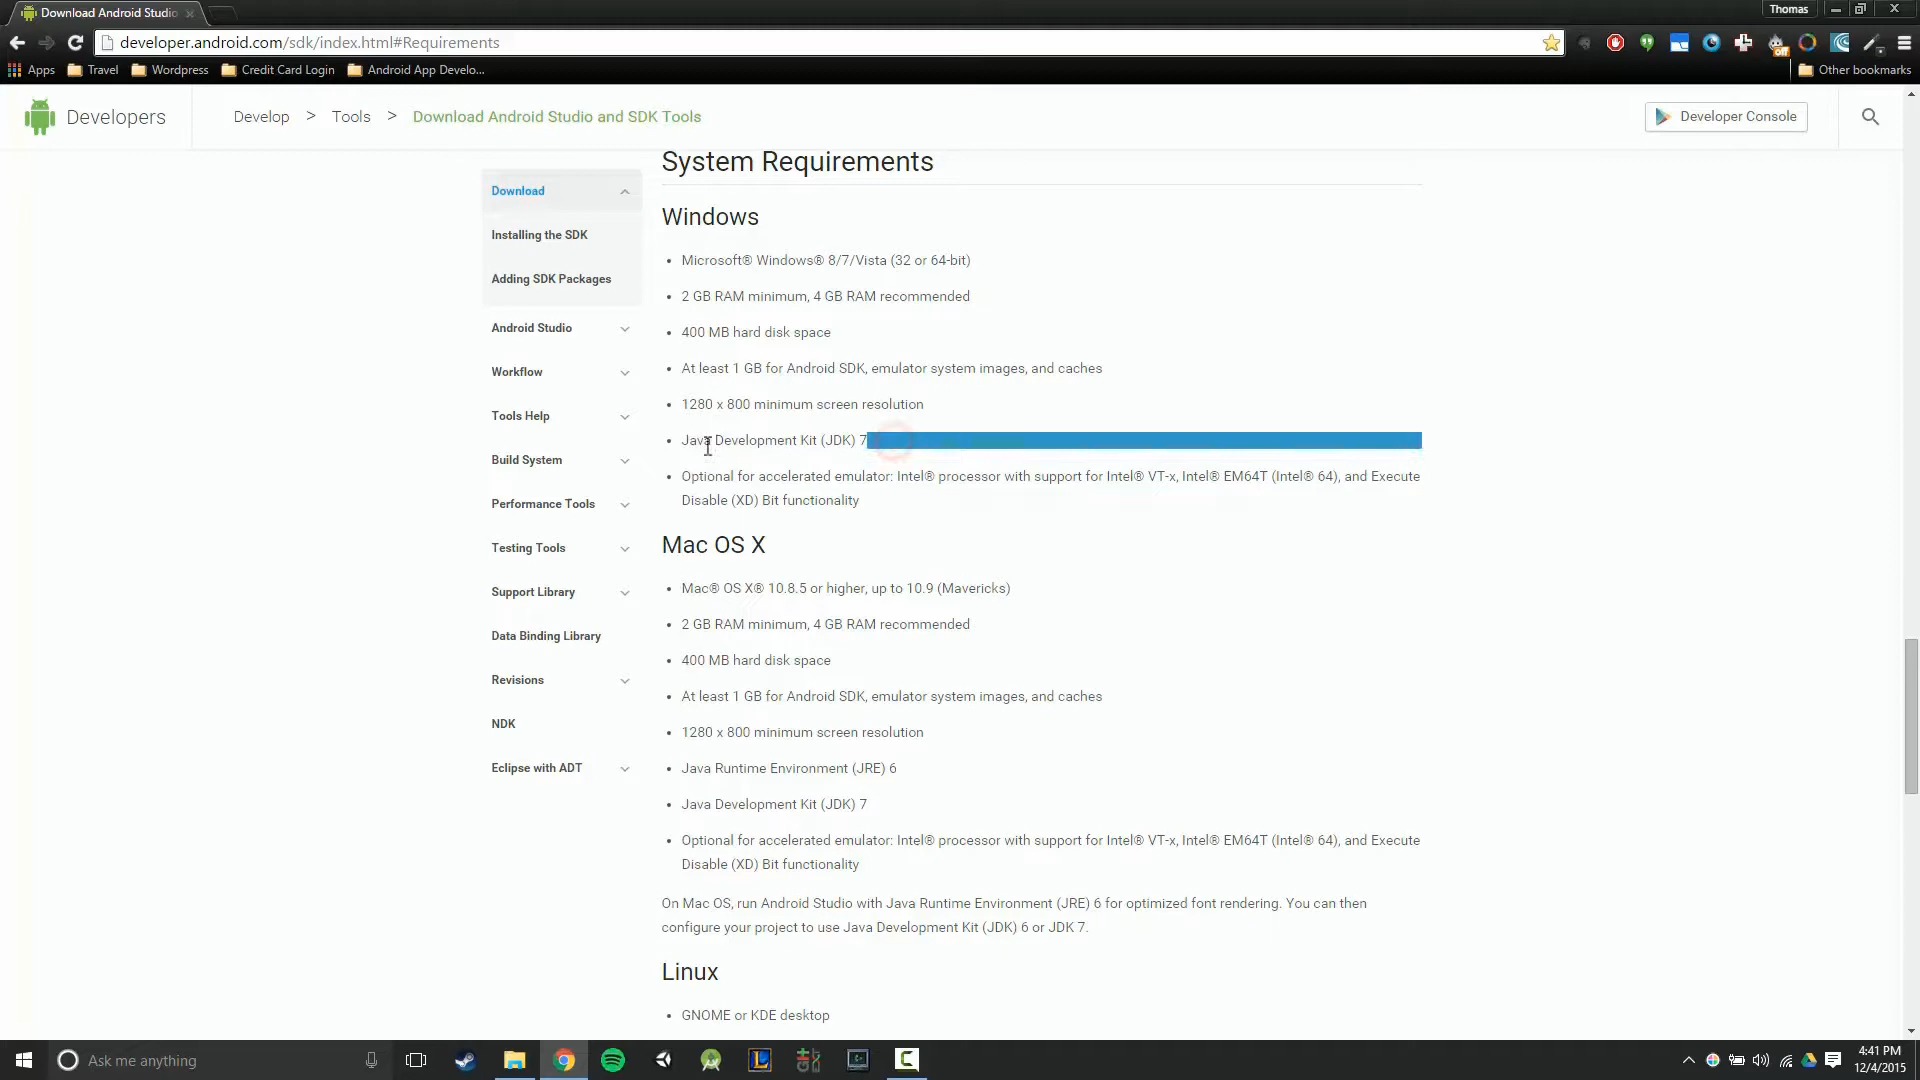 Download Android Studio
Thomas
developer.android.com/sdk/index.html#Requirements
Apps
Travel
Wordpress
Credit Card Login
Android App Develo...
Other bookmarks
Developers
Develop > Tools > Download Android Studio and SDK Tools
Developer Console
Download
Installing the SDK
Adding SDK Packages
Android Studio
Workflow
Tools Help
Build System
Performance Tools
Testing Tools
Support Library
Data Binding Library
Revisions
NDK
Eclipse with ADT
System Requirements
Windows
• Microsoft® Windows® 8/7/Vista (32 or 64-bit)
• 2 GB RAM minimum, 4 GB RAM recommended
• 400 MB hard disk space
• At least 1 GB for Android SDK, emulator system images, and caches
• 1280 x 800 minimum screen resolution
• Java Development Kit (JDK) 7
• Optional for accelerated emulator: Intel® processor with support for Intel® VT-x, Intel® EM64T (Intel® 64), and Execute
Disable (XD) Bit functionality
Mac OS X
• Mac® OS X® 10.8.5 or higher, up to 10.9 (Mavericks)
• 2 GB RAM minimum, 4 GB RAM recommended
• 400 MB hard disk space
• At least 1 GB for Android SDK, emulator system images, and caches
• 1280 x 800 minimum screen resolution
• Java Runtime Environment (JRE) 6
• Java Development Kit (JDK) 7
• Optional for accelerated emulator: Intel® processor with support for Intel® VT-x, Intel® EM64T (Intel® 64), and Execute
Disable (XD) Bit functionality
On Mac OS, run Android Studio with Java Runtime Environment (JRE) 6 for optimized font rendering. You can then
configure your project to use Java Development Kit (JDK) 6 or JDK 7.
Linux
• GNOME or KDE desktop
Ask me anything
4:41 PM
12/4/2015